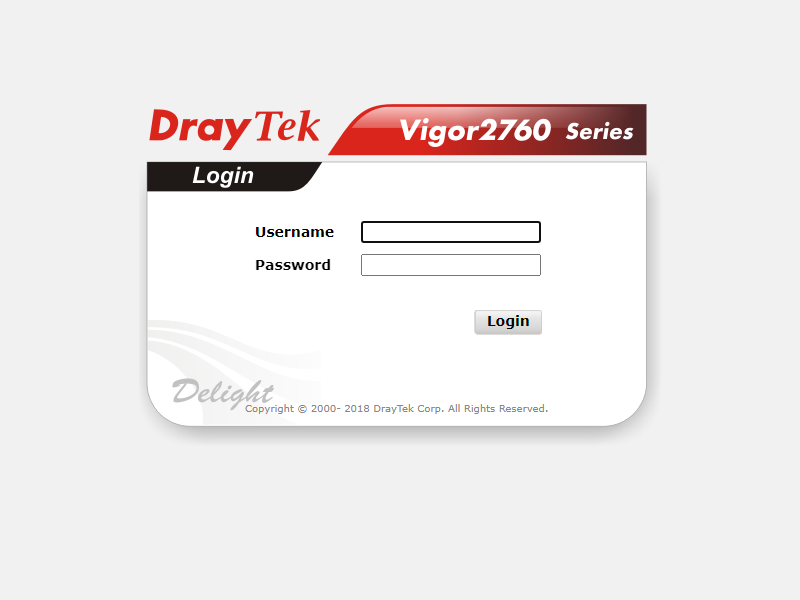 DrayTek
Vigor2760 Series
Login
Username
Password
Login
Delight
Copyright © 2000- 2018 DrayTek Corp. All Rights Reserved.